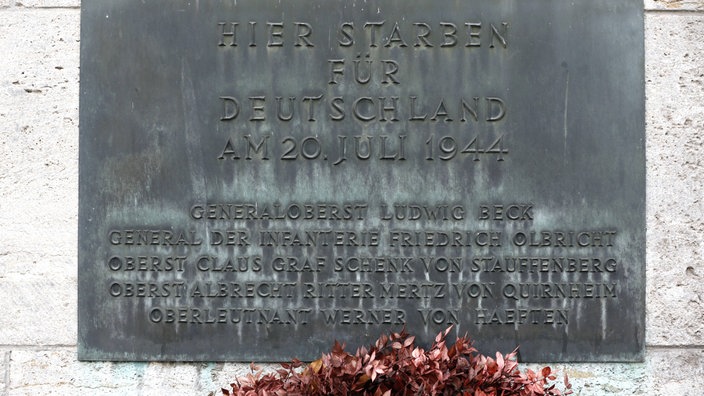 HIER STARBEN
FÜR
DEUTSCHLAND
AM 20. JULI 1944
GENERALOBERST LUDWIG BECK
GENERAL DER INFANTERIE FRIEDRICH OLBRICHT
OBERST CLAUS GRAF SCHENK VON STAUFFENBERG
OBERST ALBRECHT RITTER MERTZ VON QUIRNHEIM
OBERLEUTNANT WERNER VON HAEFTEN